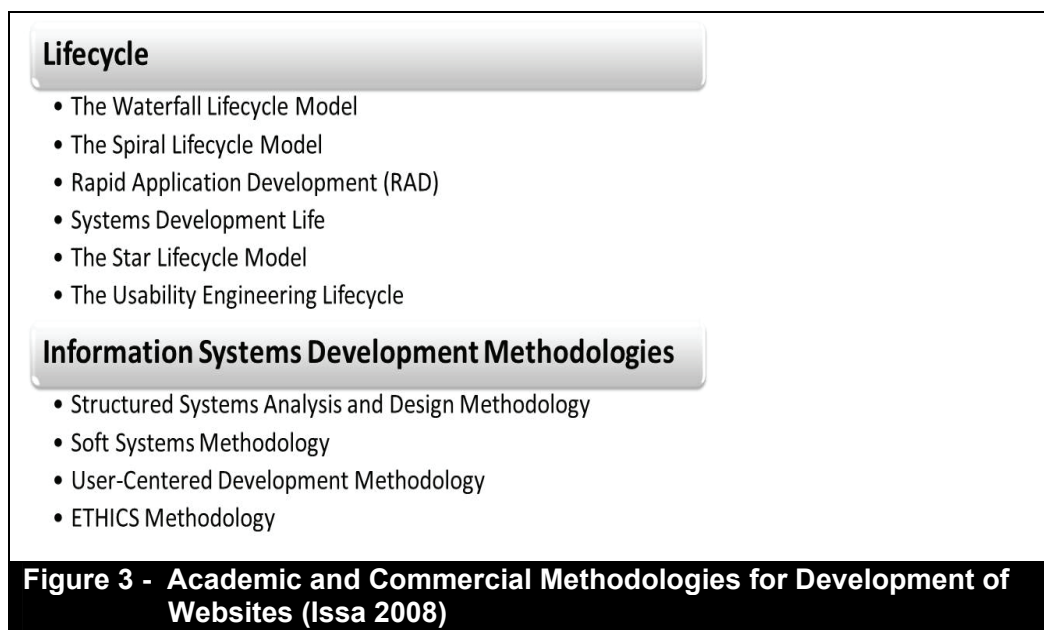 Lifecycle
• The Waterfall Lifecycle Model
• The Spiral Lifecycle Model
• Rapid Application Development (RAD)
• Systems Development Life
• The Star Lifecycle Model
• The Usability Engineering Lifecycle
Information Systems Development Methodologies
• Structured Systems Analysis and Design Methodology
• Soft Systems Methodology
• User-Centered Development Methodology
• ETHICS Methodology
Figure 3 - Academic and Commercial Methodologies for Development of
Websites (Issa 2008)